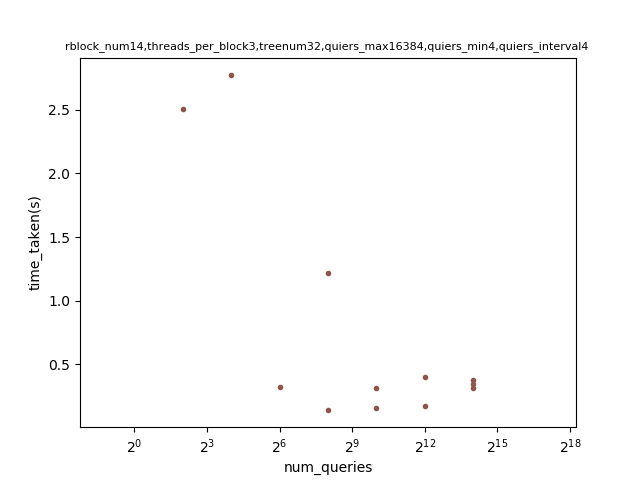 rblock_num14,threads_per_block3,treenum32,quiers_max16384,quiers_min4,quiers_interval4
time_taken(s)
2.5
2.0
1.5
1.0
0.5
2^0 2^3 2^6 2^9 2^12 2^15 2^18
num_queries